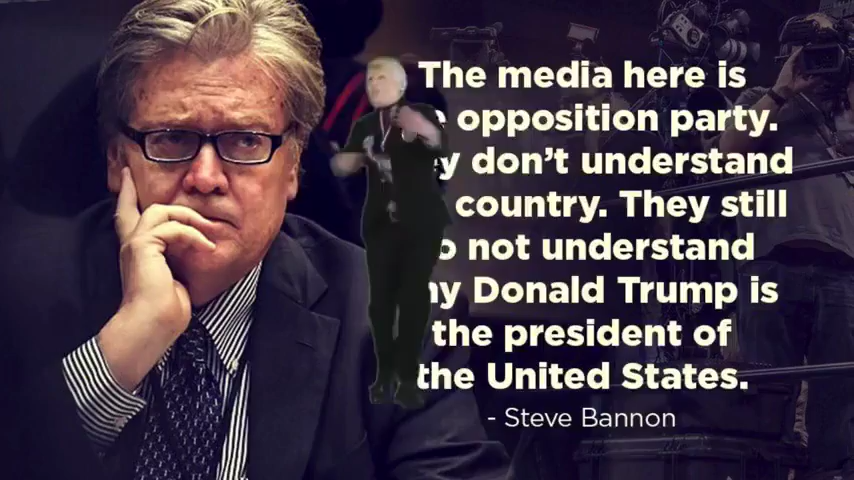 The media here is
opposition party.
don't understand
country. They still
not understand
Donald Trump is
the president of
the United States.
- Steve Bannon